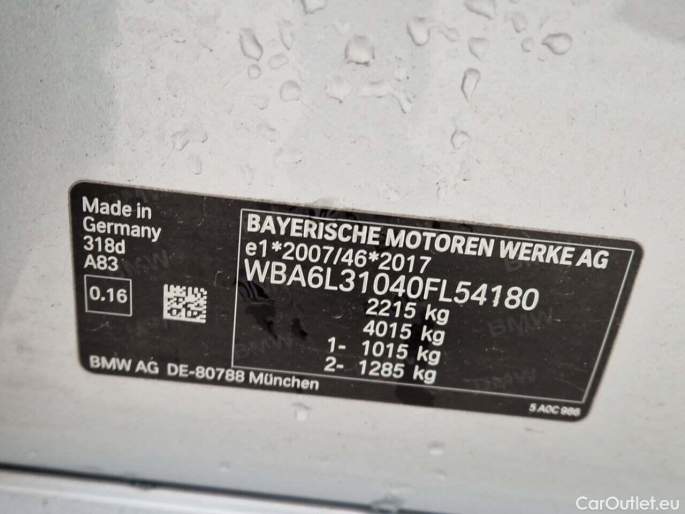 Made in
Germany
318d
A83
0.16
BAYERISCHE MOTOREN WERKE AG
e1*2007/46*2017
WBA6L31040FL54180
2215 kg
4015 kg
1- 1015 kg
2- 1285 kg
BMW AG DE-80788 München
5 A0C 986
CarOutlet.eu